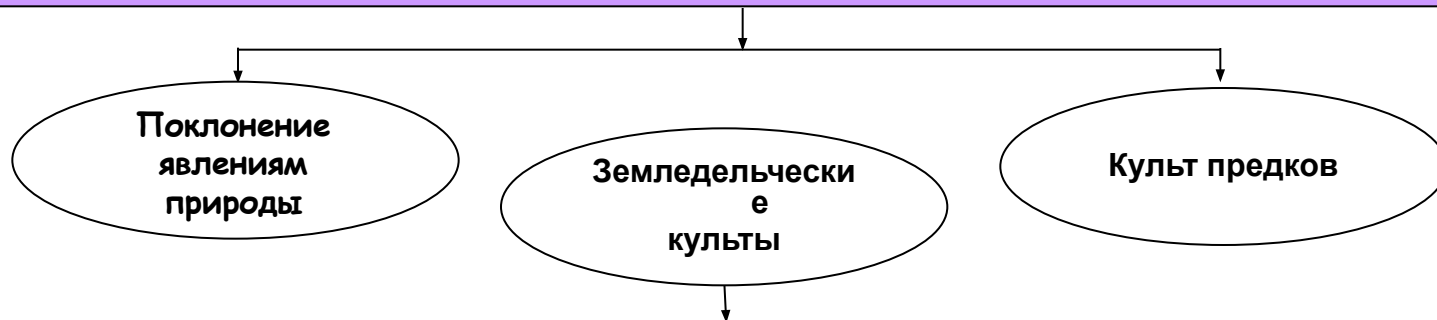 Поклонение
явлениям
природы
Земледельчески
е
культы
Культ предков